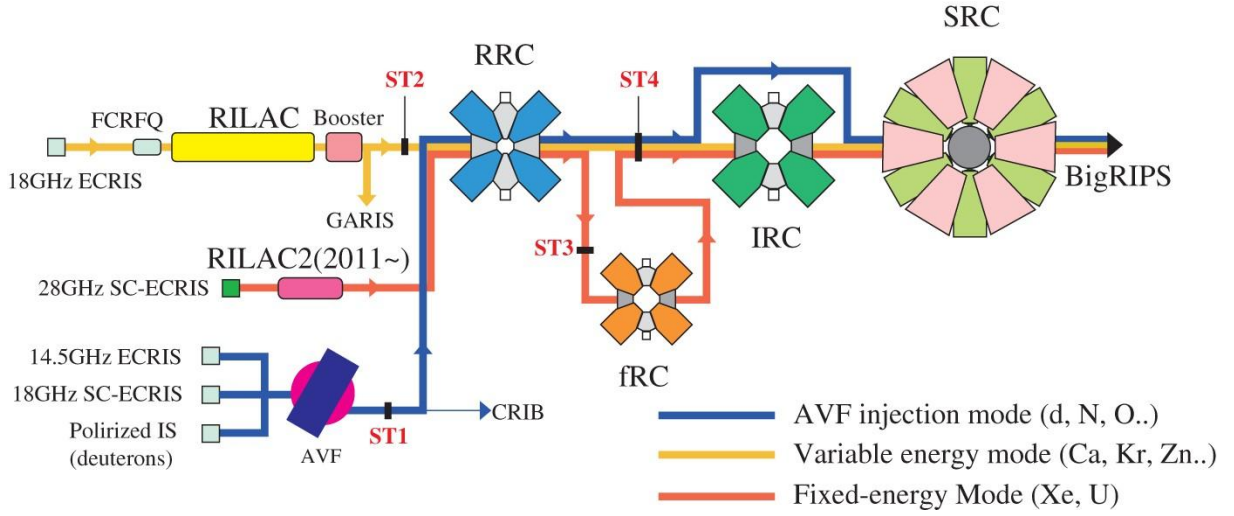 SRC
RRC
ST2
ST4
FCRFQ
RILAC
Booster
18GHz ECRIS
BigRIPS
GARIS
IRC
ST3
RILAC2(2011~)
28GHz SC-ECRIS
14.5GHz ECRIS
fRC
18GHz SC-ECRIS
CRIB
AVF injection mode (d, N, O..)
Polirized IS
(deuterons)
ST1
AVF
Variable energy mode (Ca, Kr, Zn..)
Fixed-energy Mode (Xe, U)